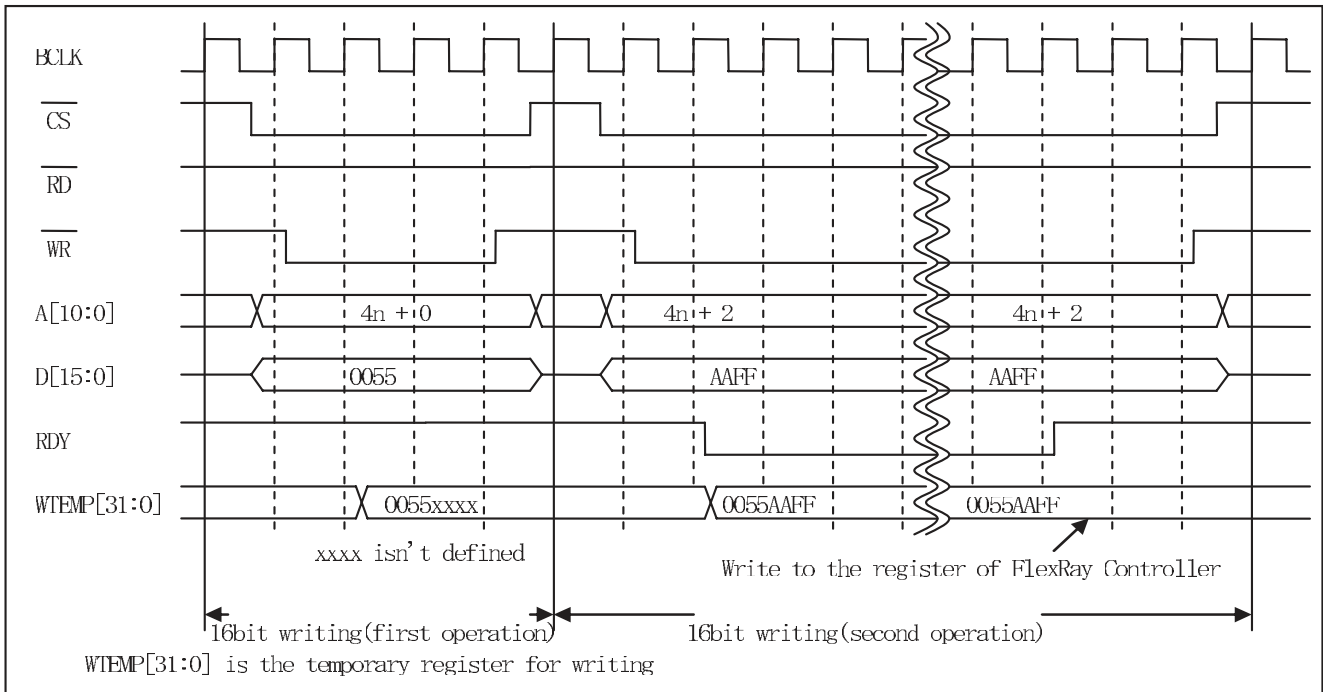 BCLK
CS
RD
WR
A[10:0] 4n + 0 4n + 2 4n + 2
D[15:0] 0055 AAFF AAFF
RDY
WTEMP[31:0] 0055xxxx 0055AAFF 0055AAFF
xxxx isn't defined
Write to the register of FlexRay Controller
16bit writing(first operation) 16bit writing(second operation)
WTEMP[31:0] is the temporary register for writing